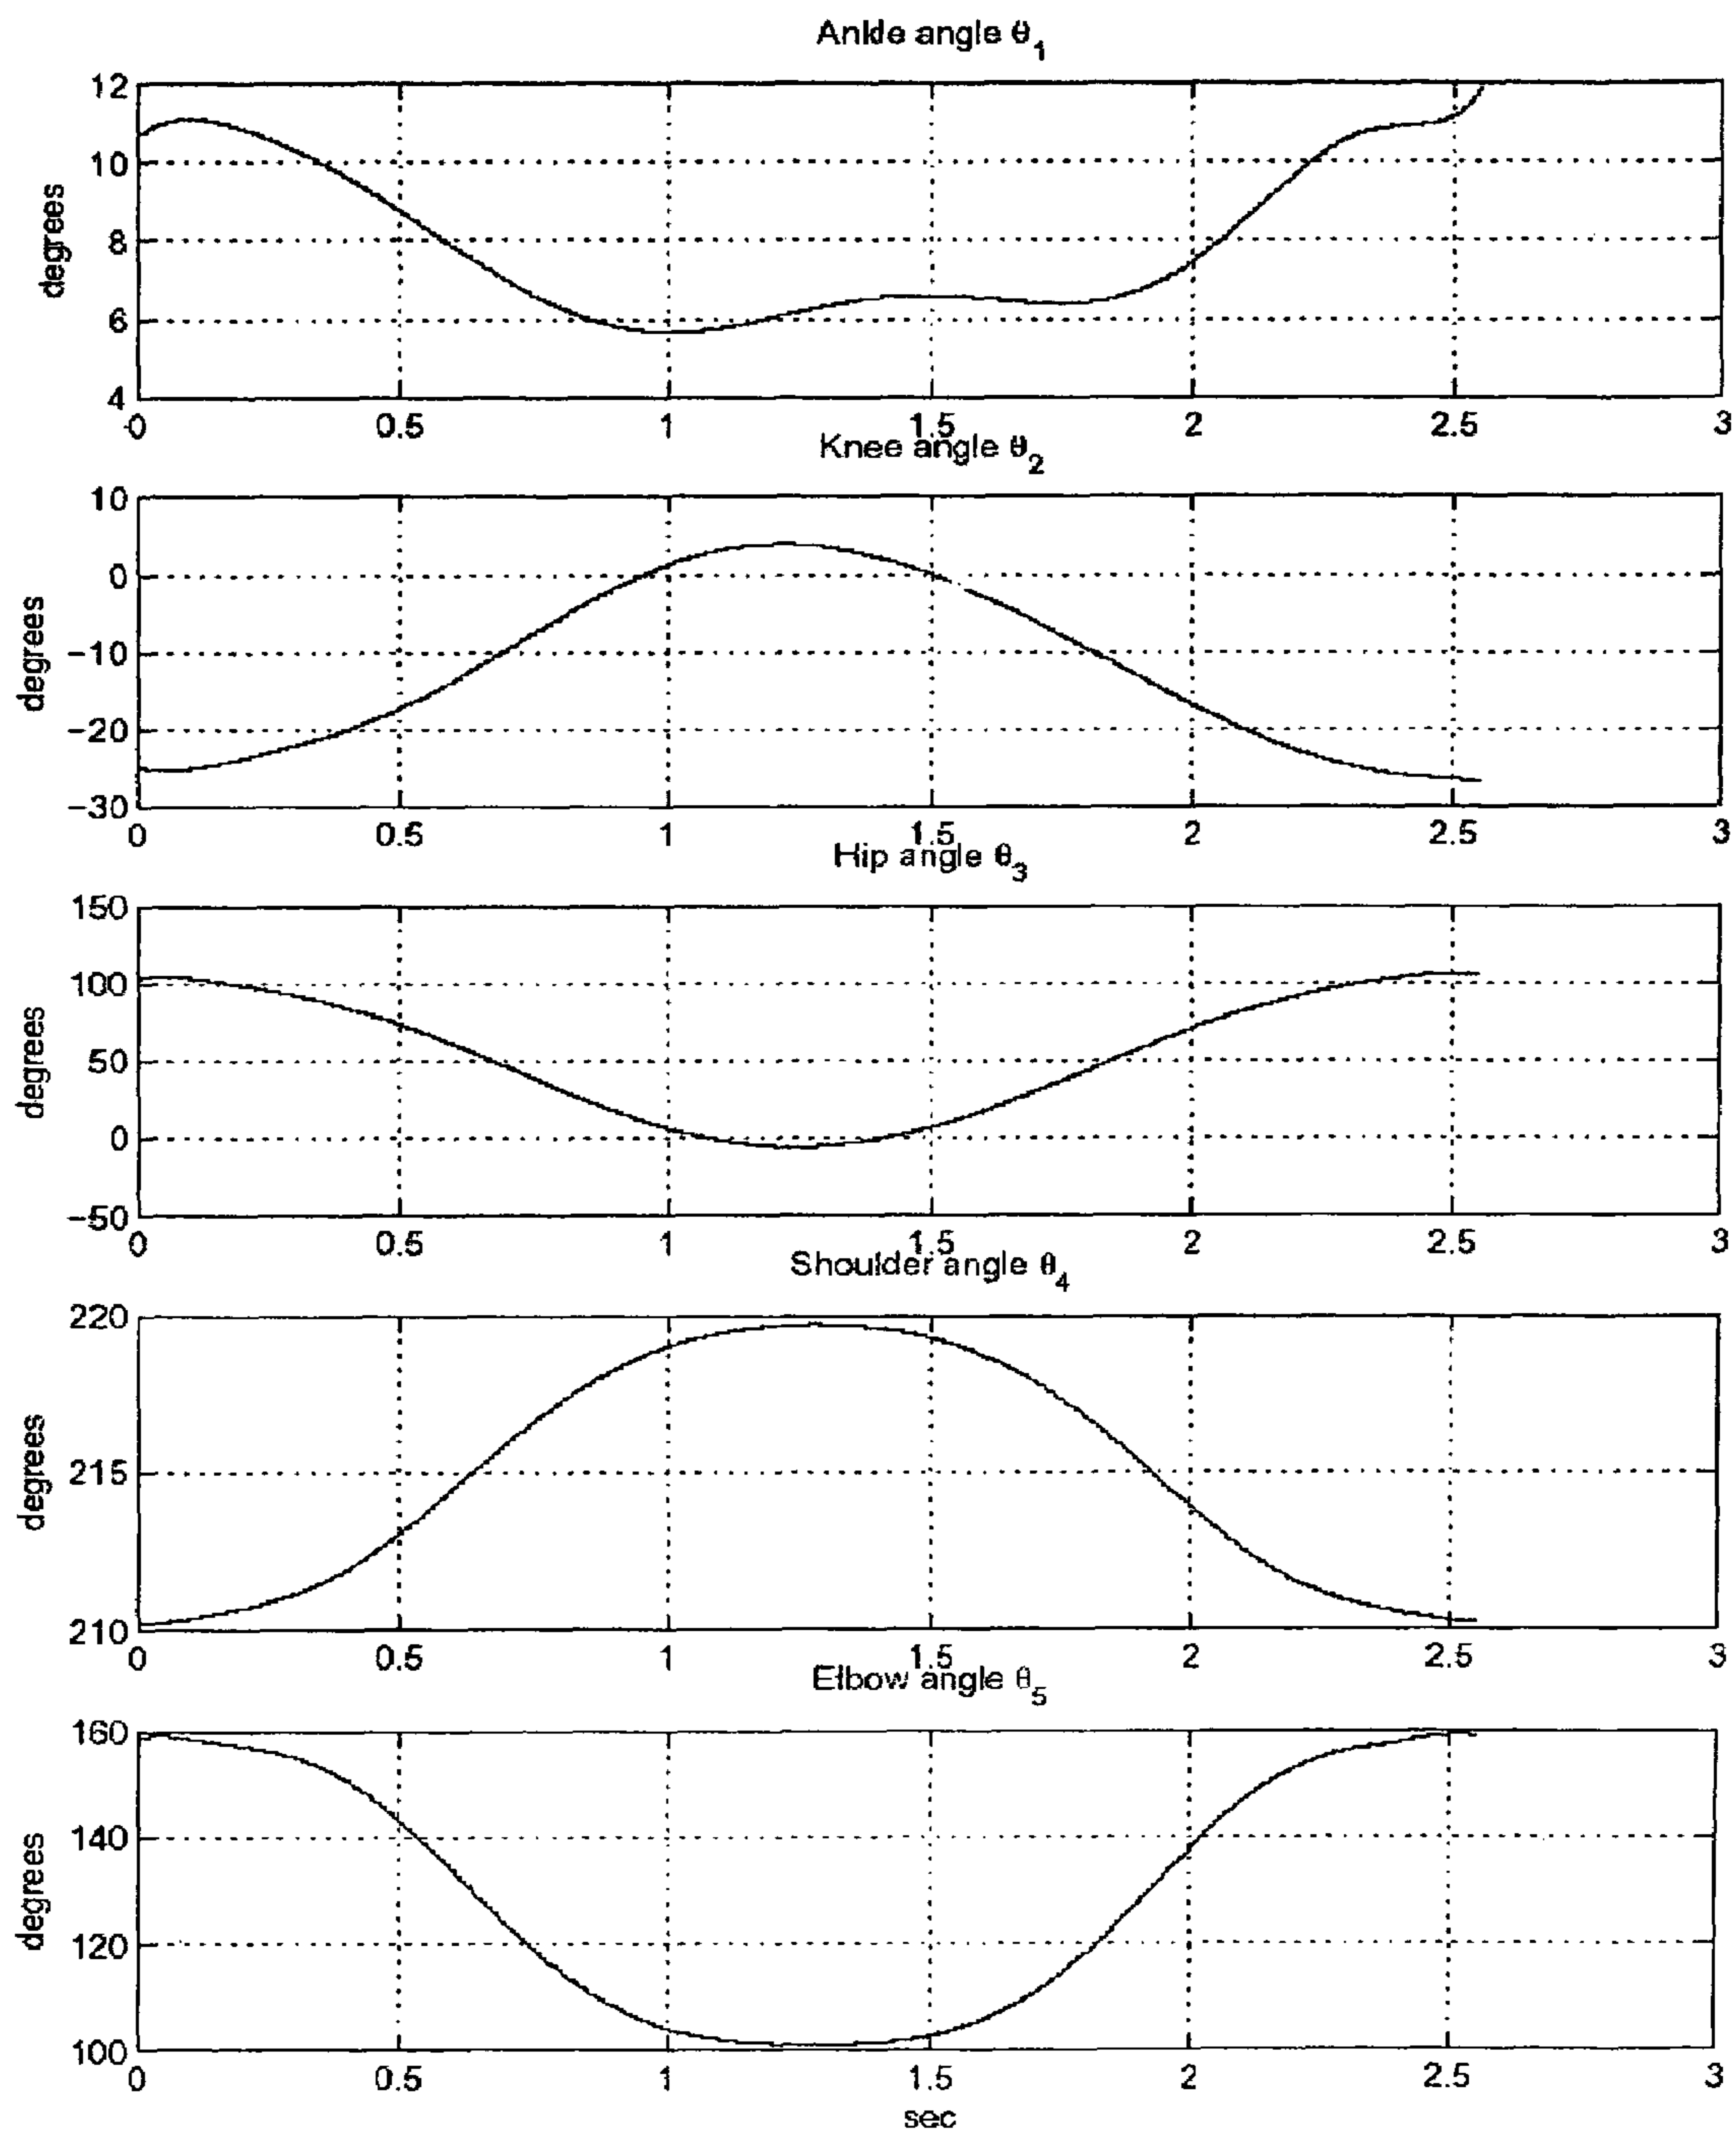 Ankle angle θ1
12
10
8
6
4
degrees
0 0.5 1 1.5 2 2.5 3
Knee angle θ2
10
0
−10
−20
−30
degrees
0 0.5 1 1.5 2 2.5 3
Hip angle θ3
150
100
50
0
−50
degrees
0 0.5 1 1.5 2 2.5 3
Shoulder angle θ4
220
215
210
degrees
0 0.5 1 1.5 2 2.5 3
Elbow angle θ5
160
140
120
100
degrees
0 0.5 1 1.5 2 2.5 3
sec